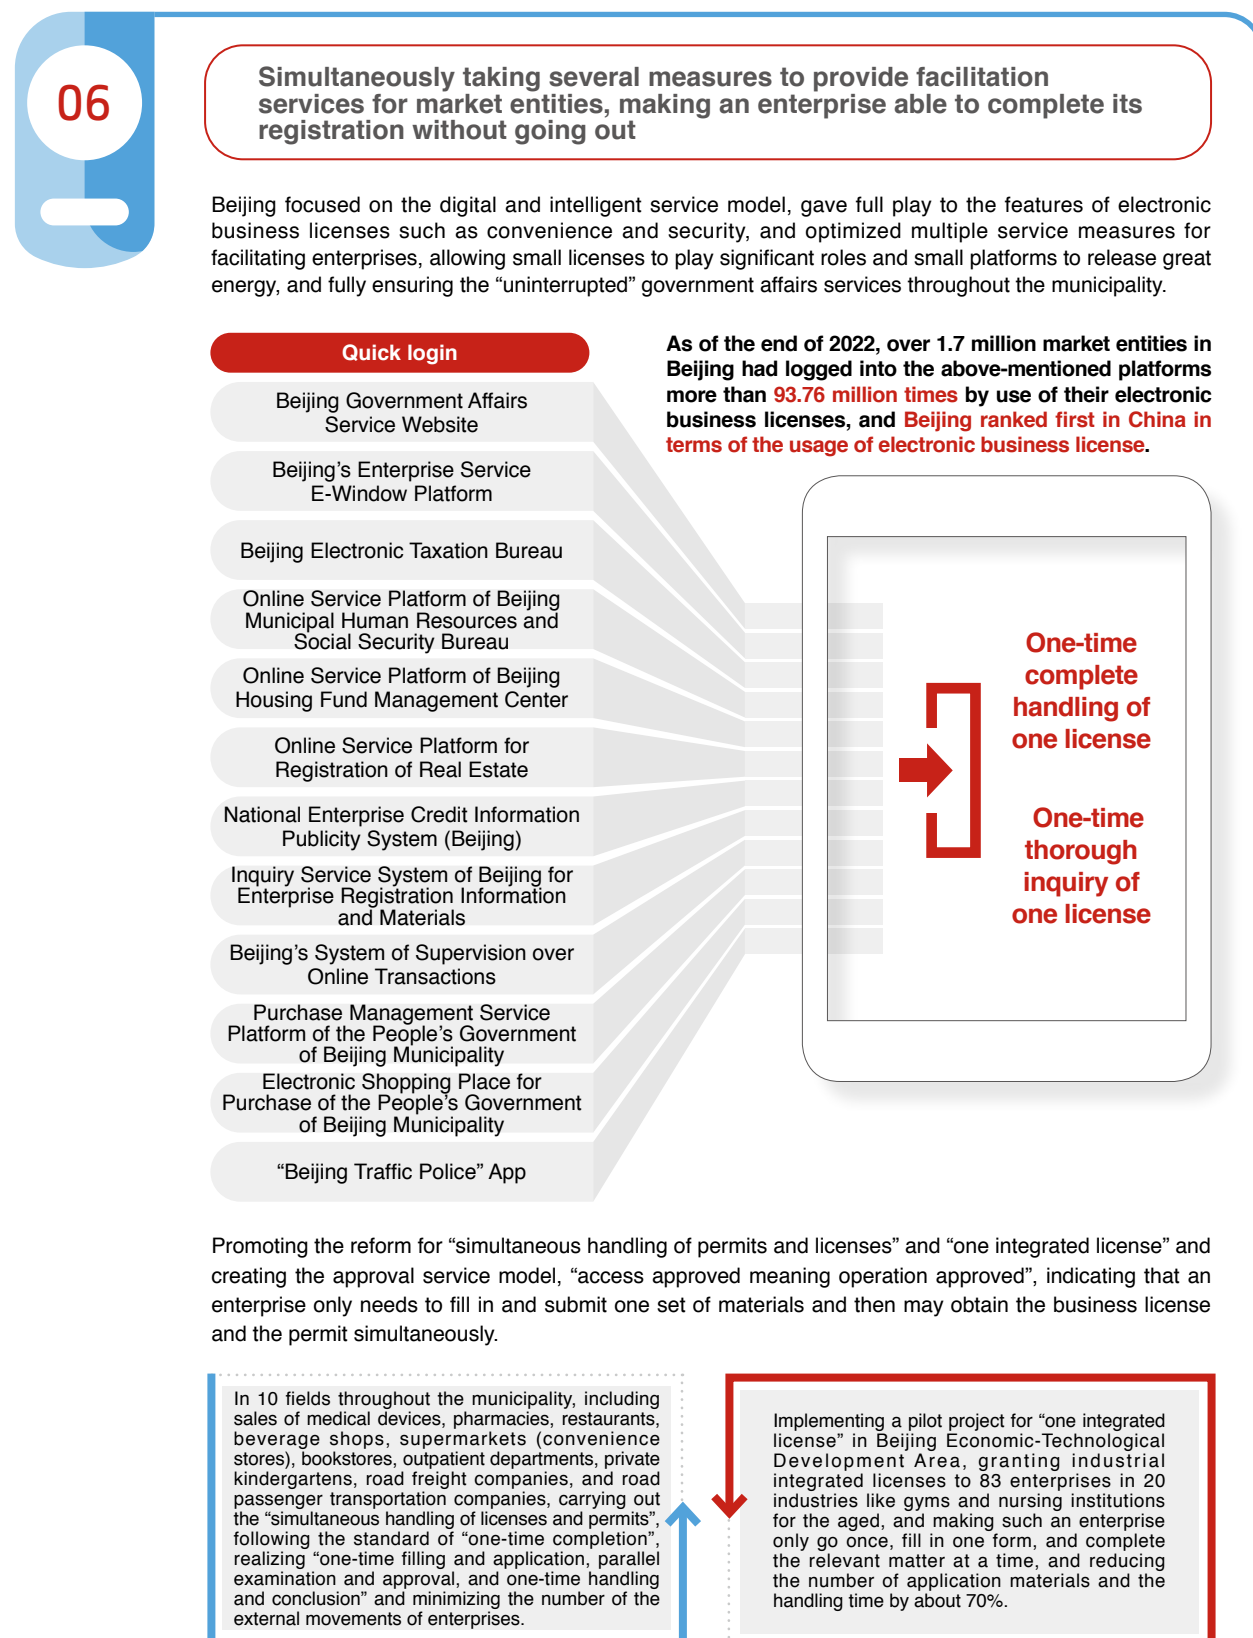 06
Simultaneously taking several measures to provide facilitation
services for market entities, making an enterprise able to complete its
registration without going out
Beijing focused on the digital and intelligent service model, gave full play to the features of electronic
business licenses such as convenience and security, and optimized multiple service measures for
facilitating enterprises, allowing small licenses to play significant roles and small platforms to release great
energy, and fully ensuring the “uninterrupted” government affairs services throughout the municipality.
Quick login
Beijing Government Affairs
Service Website
Beijing’s Enterprise Service
E-Window Platform
Beijing Electronic Taxation Bureau
Online Service Platform of Beijing
Municipal Human Resources and
Social Security Bureau
Online Service Platform of Beijing
Housing Fund Management Center
Online Service Platform for
Registration of Real Estate
National Enterprise Credit Information
Publicity System (Beijing)
Inquiry Service System of Beijing for
Enterprise Registration Information
and Materials
Beijing’s System of Supervision over
Online Transactions
Purchase Management Service
Platform of the People’s Government
of Beijing Municipality
Electronic Shopping Place for
Purchase of the People’s Government
of Beijing Municipality
“Beijing Traffic Police” App
As of the end of 2022, over 1.7 million market entities in
Beijing had logged into the above-mentioned platforms
more than 93.76 million times by use of their electronic
business licenses, and Beijing ranked first in China in
terms of the usage of electronic business license.
One-time
complete
handling of
one license
One-time
thorough
inquiry of
one license
Promoting the reform for “simultaneous handling of permits and licenses” and “one integrated license” and
creating the approval service model, “access approved meaning operation approved”, indicating that an
enterprise only needs to fill in and submit one set of materials and then may obtain the business license
and the permit simultaneously.
In 10 fields throughout the municipality, including
sales of medical devices, pharmacies, restaurants,
beverage shops, supermarkets (convenience
stores), bookstores, outpatient departments, private
kindergartens, road freight companies, and road
passenger transportation companies, carrying out
the “simultaneous handling of licenses and permits”,
following the standard of “one-time completion”,
realizing “one-time filling and application, parallel
examination and approval, and one-time handling
and conclusion” and minimizing the number of the
external movements of enterprises.
Implementing a pilot project for “one integrated
license” in Beijing Economic-Technological
Development Area, granting industrial
integrated licenses to 83 enterprises in 20
industries like gyms and nursing institutions
for the aged, and making such an enterprise
only go once, fill in one form, and complete
the relevant matter at a time, and reducing
the number of application materials and the
handling time by about 70%.